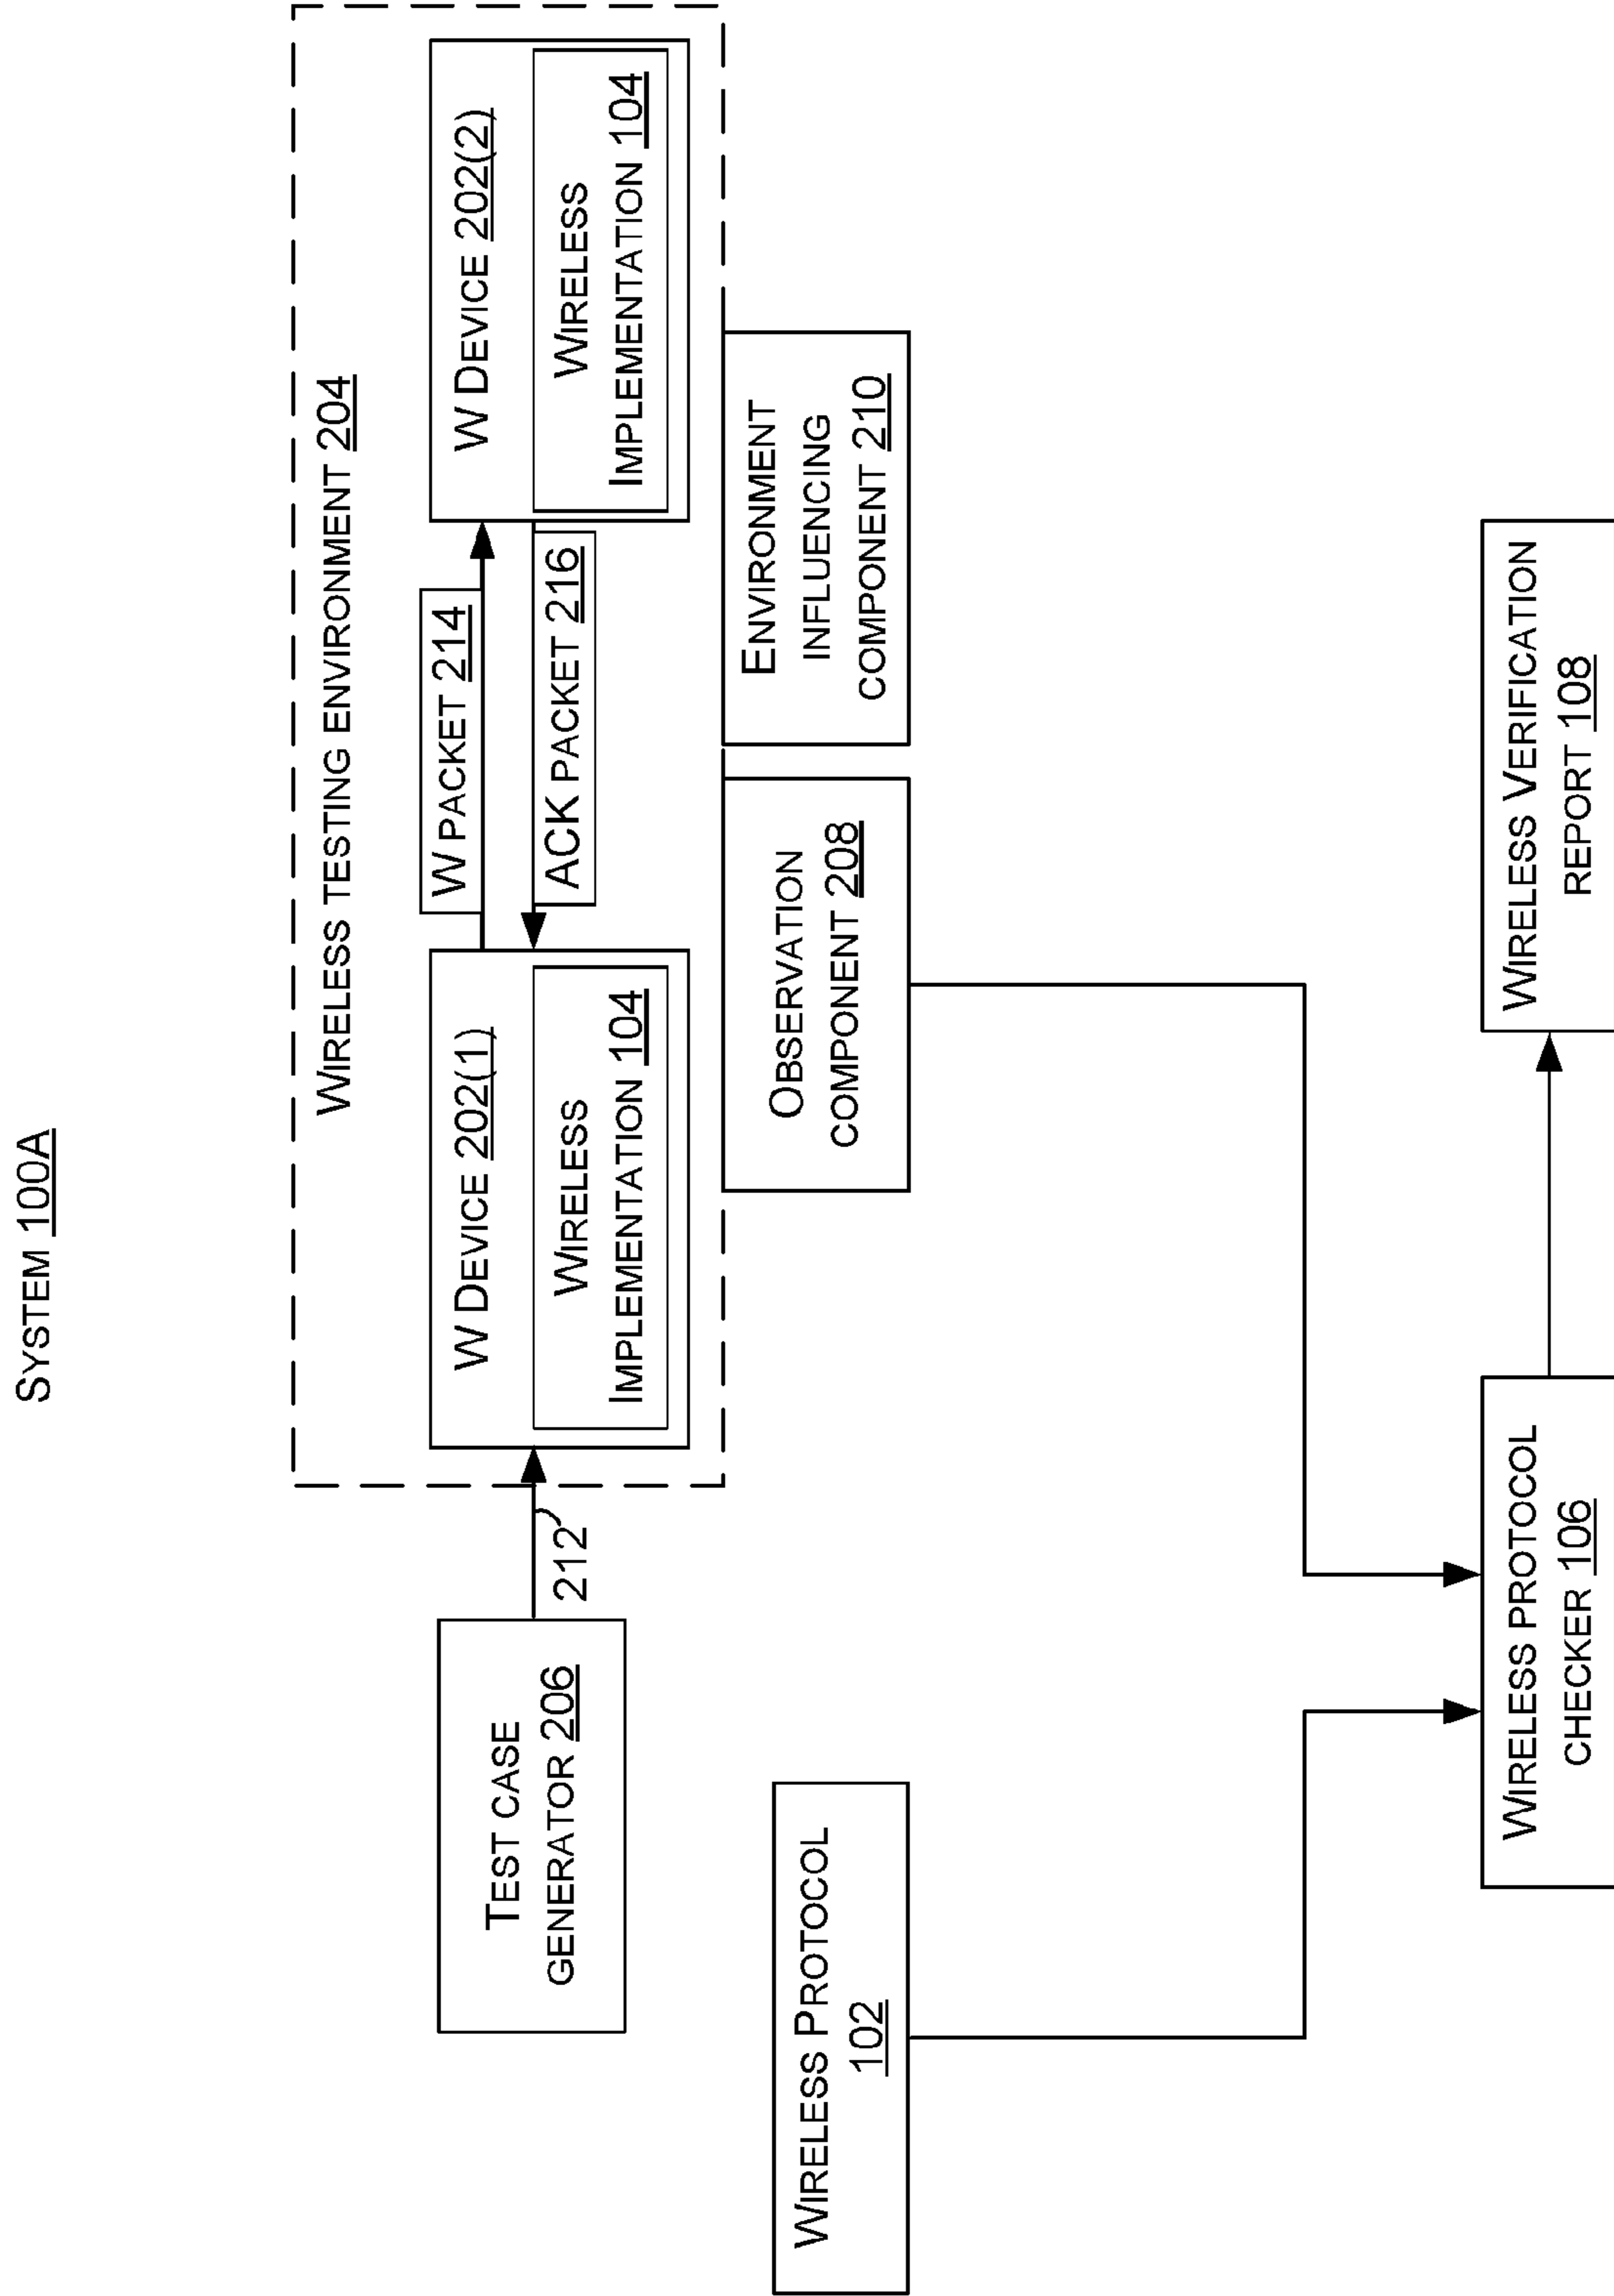 SYSTEM 100A
WIRELESS TESTING ENVIRONMENT 204
W DEVICE 202(1)
WIRELESS
IMPLEMENTATION 104
W PACKET 214
ACK PACKET 216
W DEVICE 202(2)
WIRELESS
IMPLEMENTATION 104
TEST CASE
GENERATOR 206
212
OBSERVATION
COMPONENT 208
ENVIRONMENT
INFLUENCING
COMPONENT 210
WIRELESS PROTOCOL
102
WIRELESS PROTOCOL
CHECKER 106
WIRELESS VERIFICATION
REPORT 108